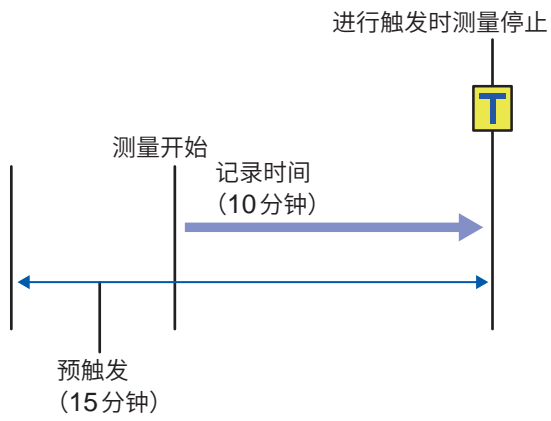 进行触发时测量停止
T
测量开始
记录时间
（10分钟）
预触发
（15分钟）